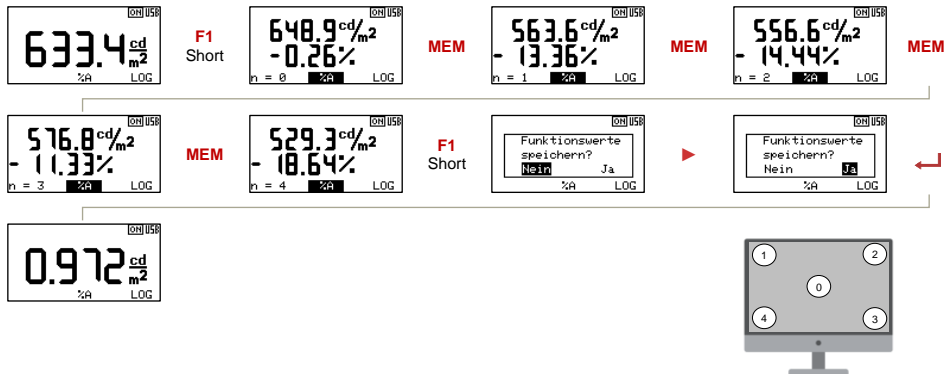 ON USB
633.4 cd/m2
%A LOG
F1
Short
ON USB
648.9 cd/m2
-0.26%
n = 0 %A LOG
MEM
ON USB
563.6 cd/m2
- 13.36%
n = 1 %A LOG
MEM
ON USB
556.6 cd/m2
- 14.44%
n = 2 %A LOG
MEM
ON USB
576.8 cd/m2
- 11.33%
n = 3 %A LOG
MEM
ON USB
529.3 cd/m2
- 18.64%
n = 4 %A LOG
F1
Short
ON USB
Funktionswerte
speichern?
Nein Ja
%A LOG
ON USB
Funktionswerte
speichern?
Nein Ja
%A LOG
ON USB
0.972 cd/m2
%A LOG
1 2
0
4 3